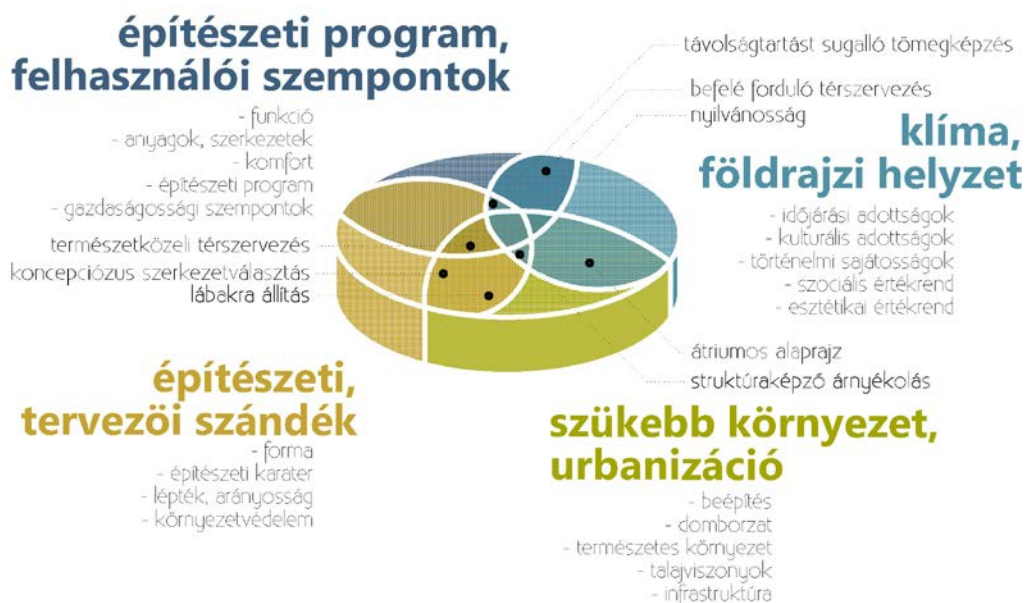 építészeti program,
felhasználói szempontok
- funkció
- anyagok, szerkezetek
- komfort
- építészeti program
- gazdaságossági szempontok
természetközeli térszervezés
koncepciózus szerkezetválasztás
lábakra állítás
távolságtartást sugalló tömegképzés
befelé forduló térszervezés
nyilvánosság
klíma,
földrajzi helyzet
- időjárási adottságok
- kulturális adottságok
- történelmi sajátosságok
- szociális értékrend
- esztétikai értékrend
átriumos alaprajz
struktúraképző árnyékolás
építészeti,
tervezöi szándék
- forma
- építészeti karater
- lépték, arányosság
- környezetvédelem
szükebb környezet,
urbanizáció
- beépítés
- domborzat
- természetes környezet
- talajviszonyok
- infrastruktúra